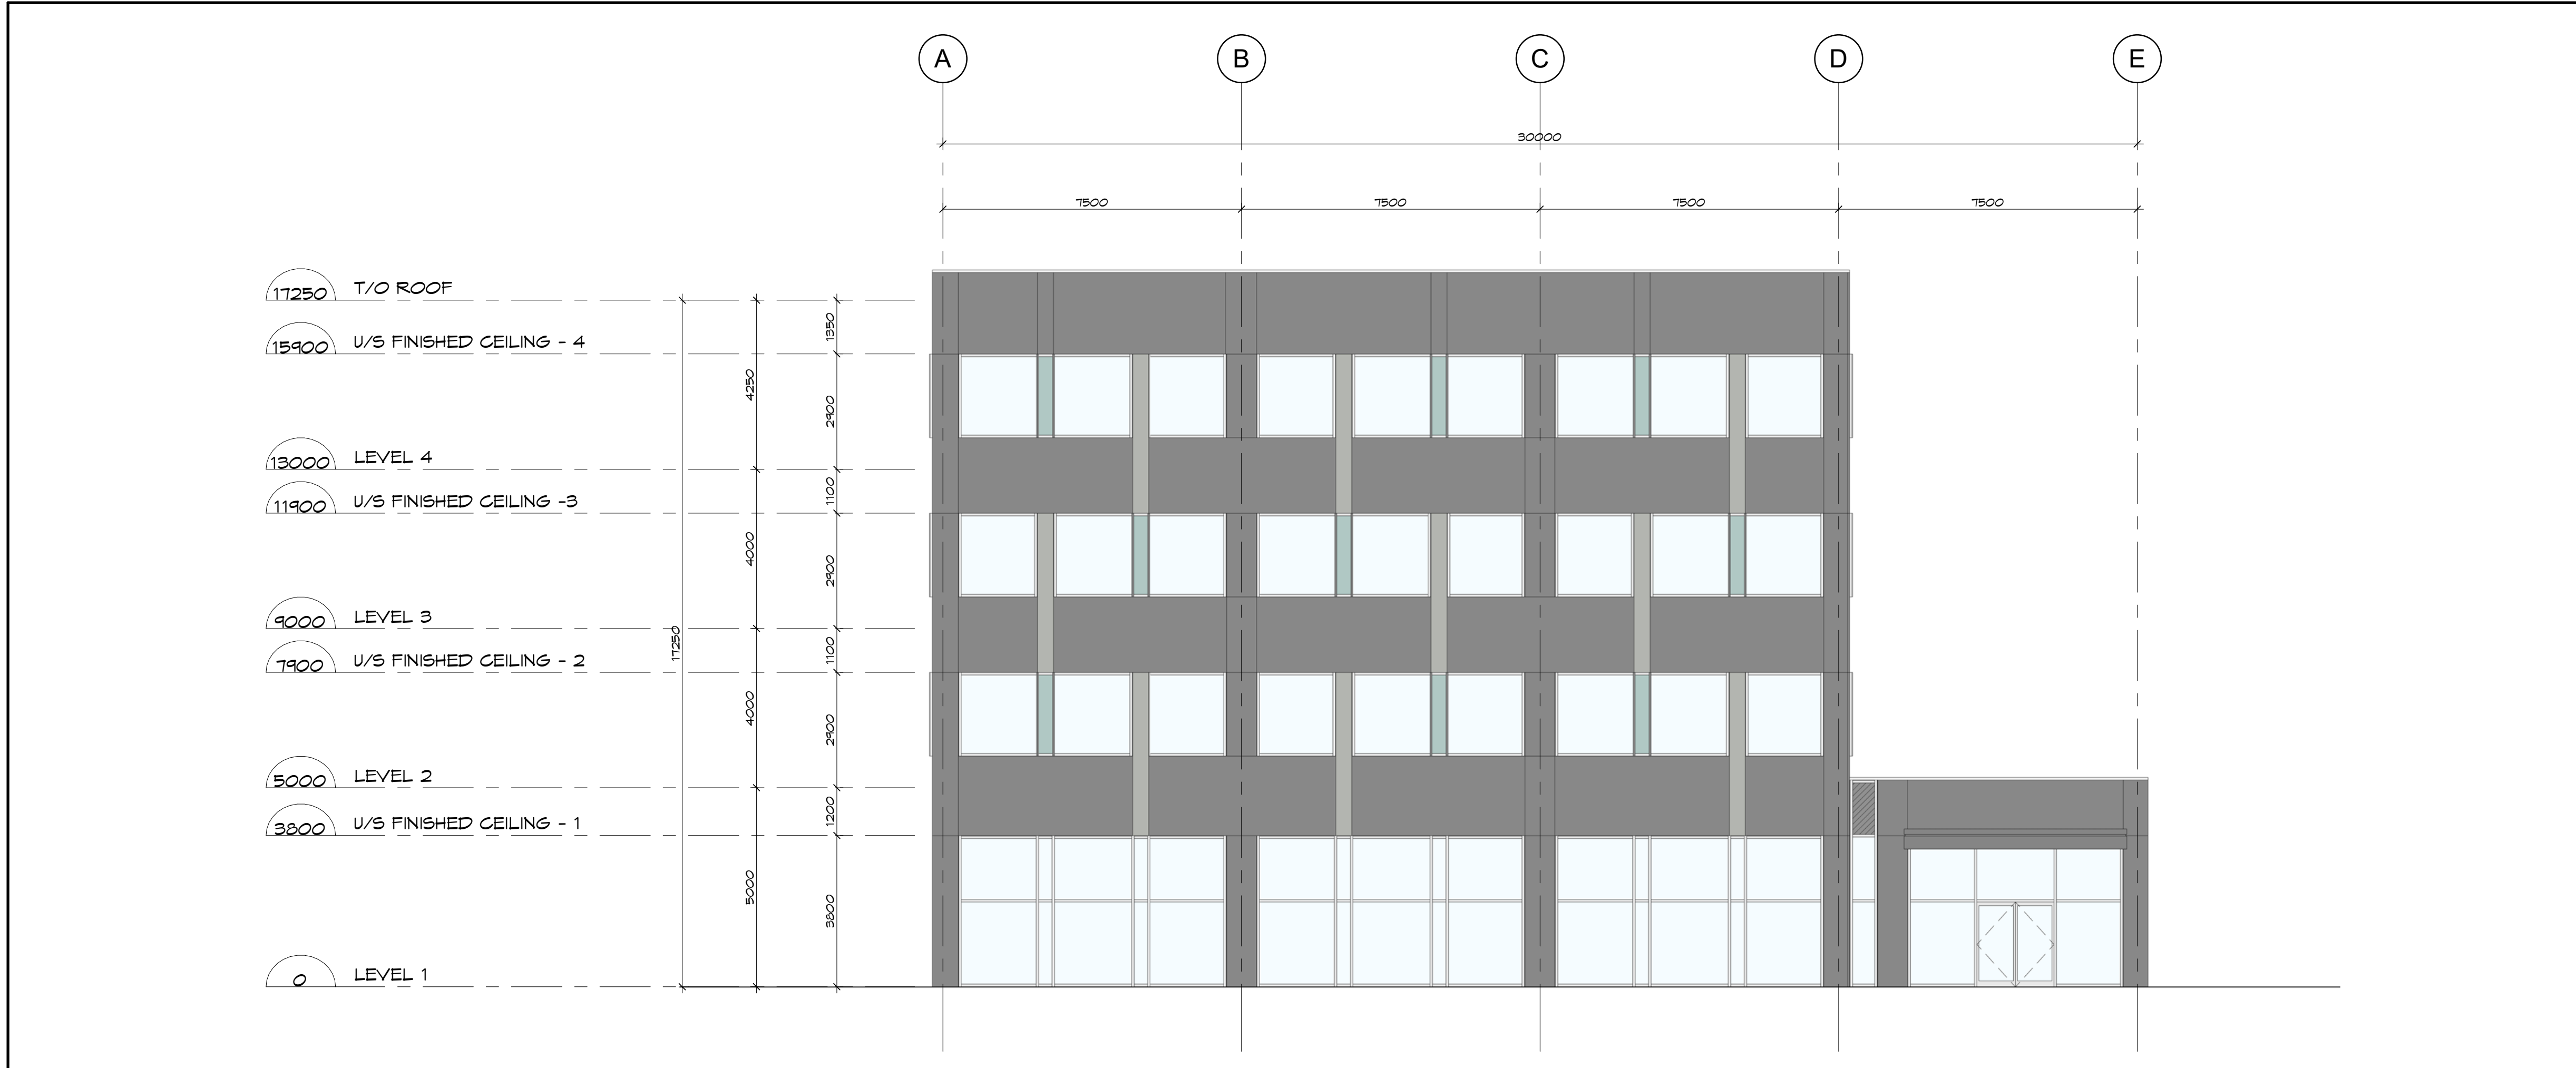 A B C D E
30000
7500 7500 7500 7500
17250 T/O ROOF
15900 U/S FINISHED CEILING - 4
13000 LEVEL 4
11900 U/S FINISHED CEILING -3
9000 LEVEL 3
7900 U/S FINISHED CEILING - 2
5000 LEVEL 2
3800 U/S FINISHED CEILING - 1
0 LEVEL 1
17250
4250
4000
4000
5000
1350
2900
1100
2900
1100
2900
1200
3800